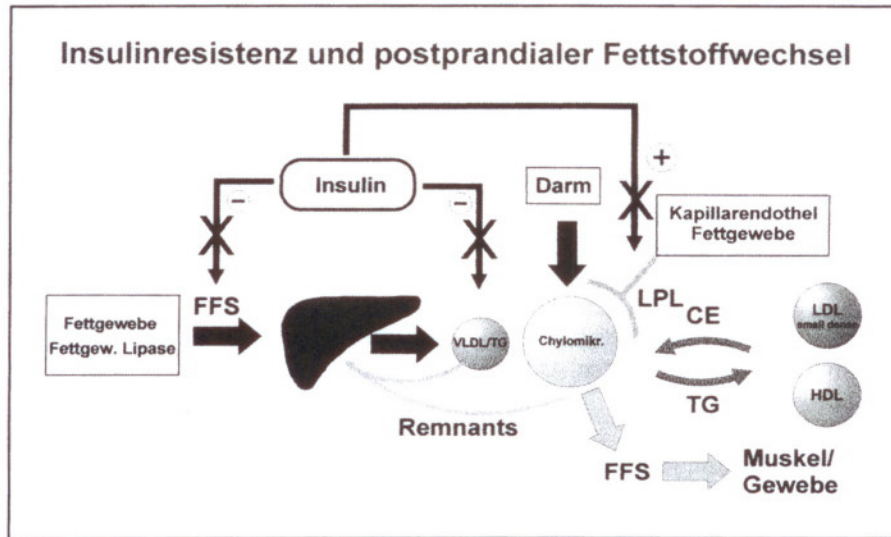 Insulinresistenz und postprandialer Fettstoffwechsel
+
Insulin
Darm
−
−
Kapillarendothel
Fettgewebe
FFS
Fettgewebe
Fettgew. Lipase
VLDL/TG
Chylomikr.
LPL
CE
LDL
small dense
TG
HDL
Remnants
FFS
Muskel/
Gewebe